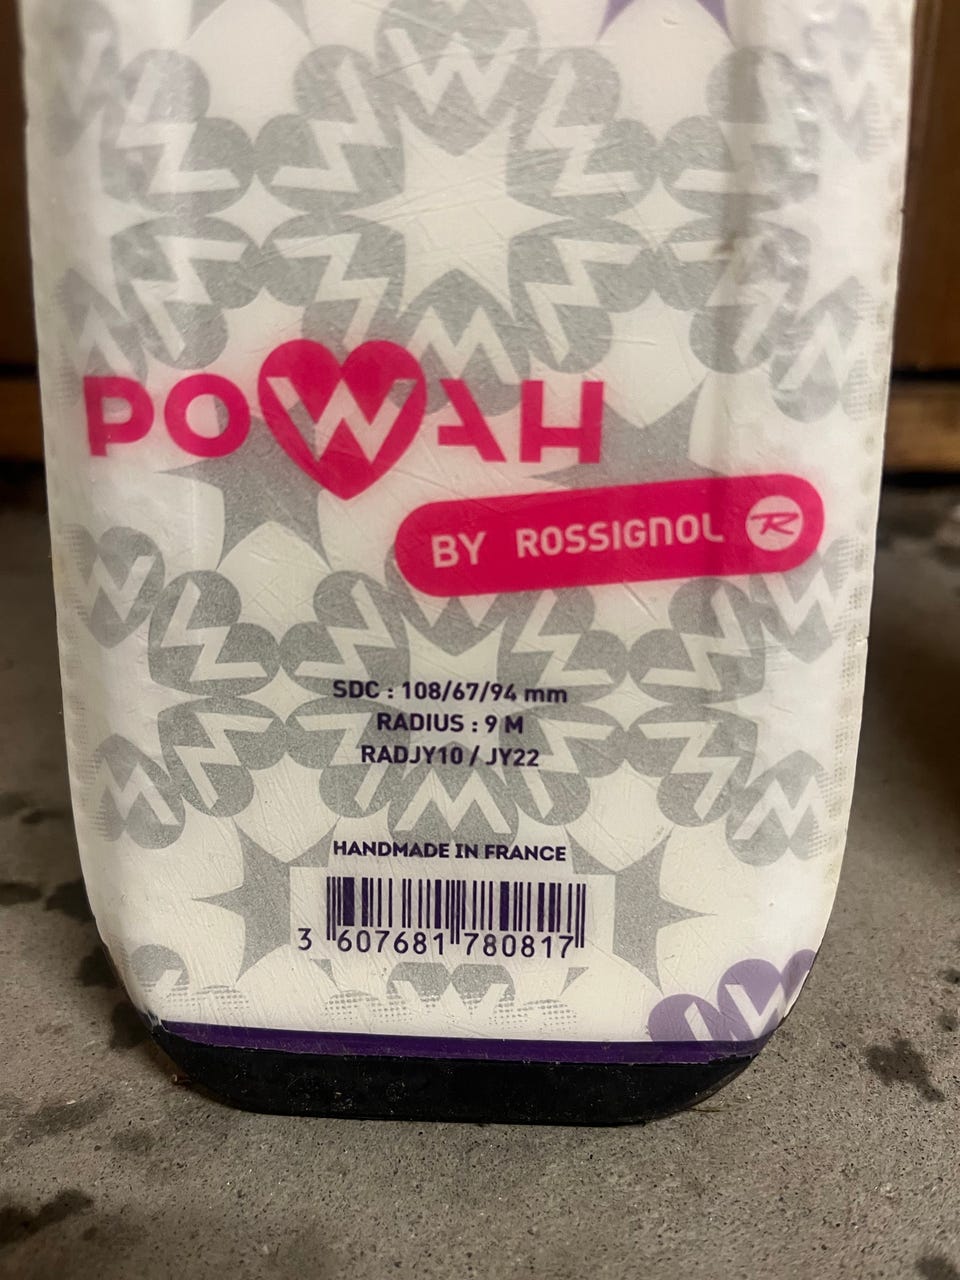 POWAH
BY ROSSIGNOL R
SDC : 108/67/94 mm
RADIUS : 9 M
RADJY10 / JY22
HANDMADE IN FRANCE
3 607681 780817